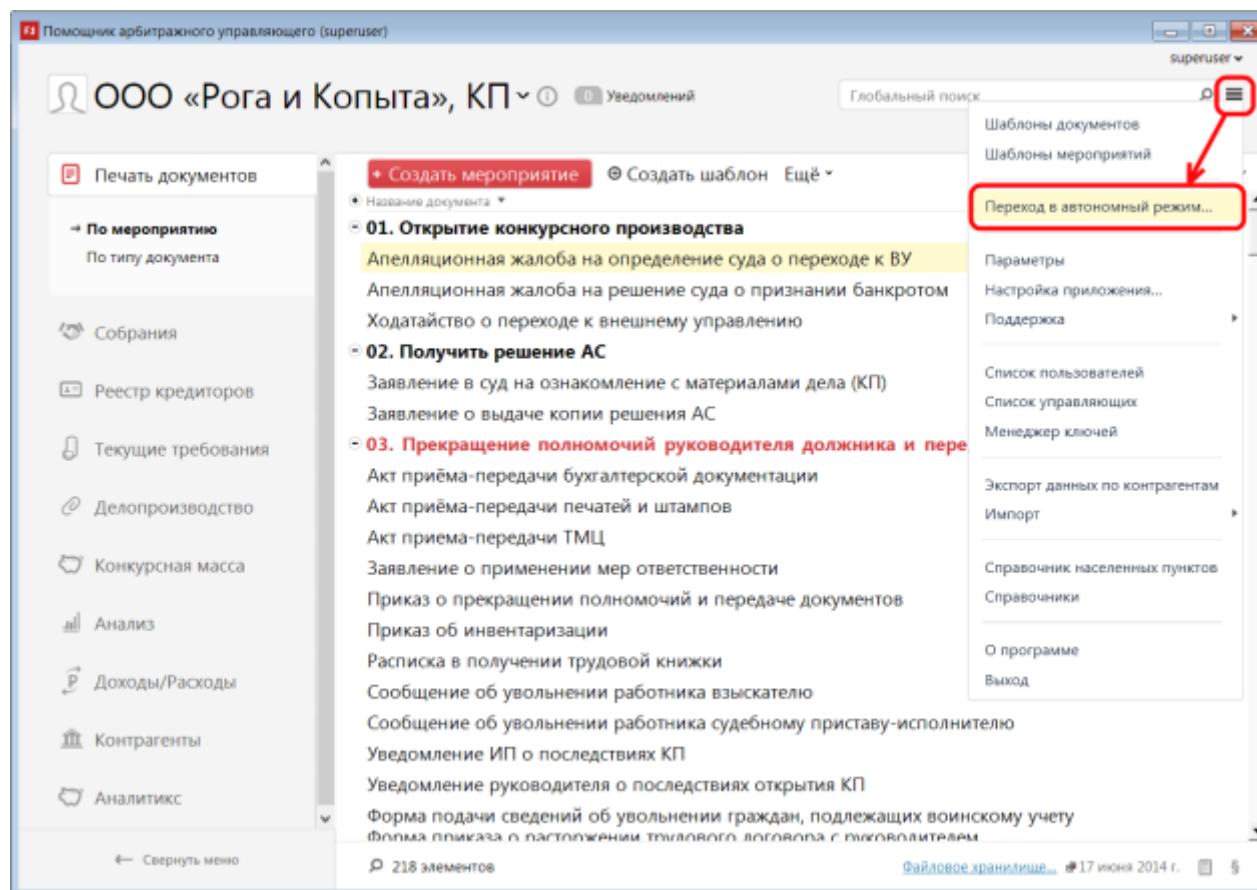 Помощник арбитражного управляющего (superuser)
superuser
ООО «Рога и Копыта», КП
0 Уведомлений
Глобальный поиск
Печать документов
По мероприятию
По типу документа
Собрания
Реестр кредиторов
Текущие требования
Делопроизводство
Конкурсная масса
Анализ
Доходы/Расходы
Контрагенты
Аналитикс
← Свернуть меню
+ Создать мероприятие
Создать шаблон
Ещё
Название документа
01. Открытие конкурсного производства
Апелляционная жалоба на определение суда о переходе к ВУ
Апелляционная жалоба на решение суда о признании банкротом
Ходатайство о переходе к внешнему управлению
02. Получить решение АС
Заявление в суд на ознакомление с материалами дела (КП)
Заявление о выдаче копии решения АС
03. Прекращение полномочий руководителя должника и пере
Акт приёма-передачи бухгалтерской документации
Акт приёма-передачи печатей и штампов
Акт приема-передачи ТМЦ
Заявление о применении мер ответственности
Приказ о прекращении полномочий и передаче документов
Приказ об инвентаризации
Расписка в получении трудовой книжки
Сообщение об увольнении работника взыскателю
Сообщение об увольнении работника судебному приставу-исполнителю
Уведомление ИП о последствиях КП
Уведомление руководителя о последствиях открытия КП
Форма подачи сведений об увольнении граждан, подлежащих воинскому учету
Форма приказа о расторжении трудового договора с руководителем
218 элементов
Файловое хранилище...
17 июня 2014 г.
§
Шаблоны документов
Шаблоны мероприятий
Переход в автономный режим...
Параметры
Настройка приложения...
Поддержка
Список пользователей
Список управляющих
Менеджер ключей
Экспорт данных по контрагентам
Импорт
Справочник населенных пунктов
Справочники
О программе
Выход